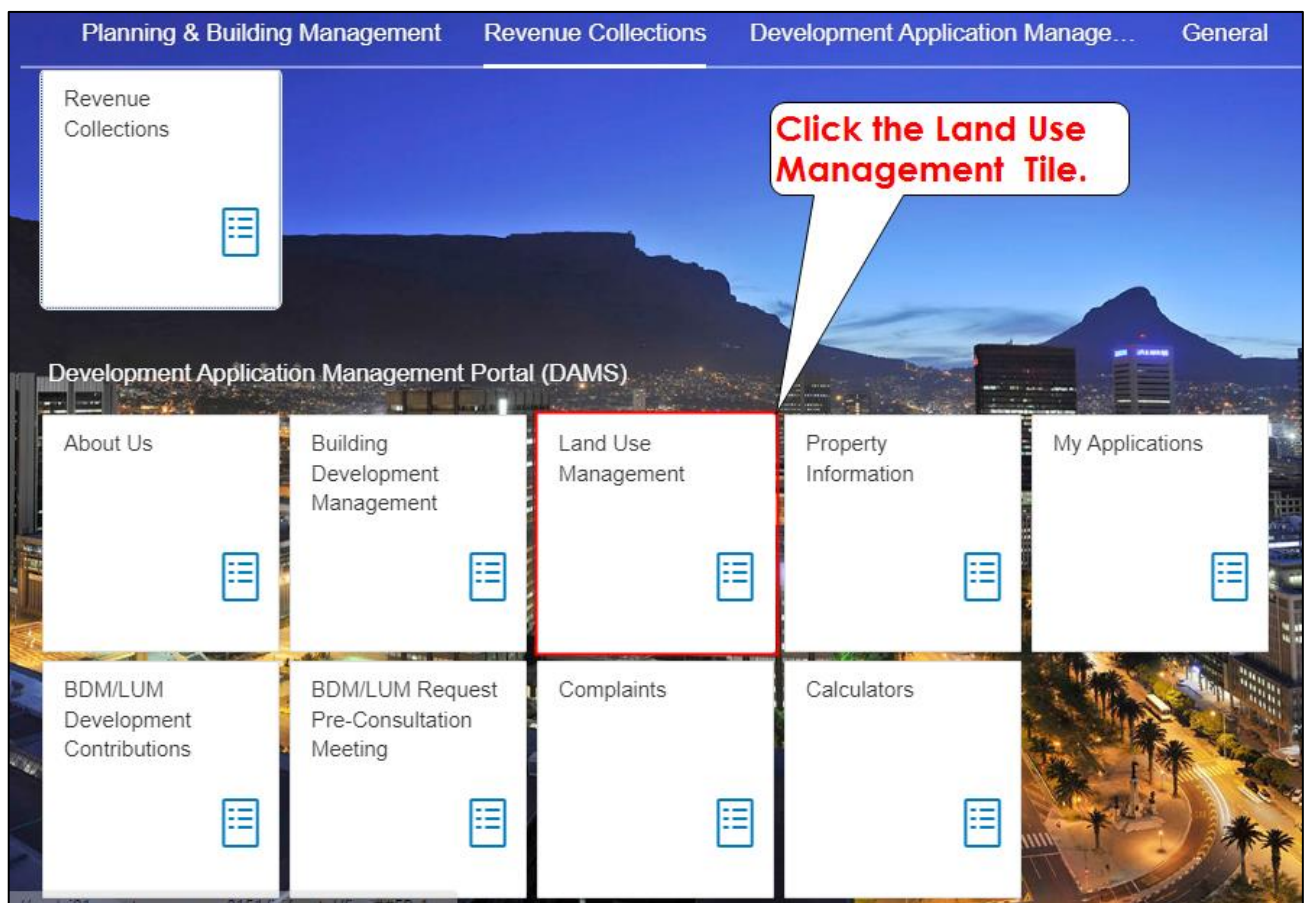 Planning & Building Management Revenue Collections Development Application Manage... General
Revenue
Collections
Click the Land Use
Management Tile.
Development Application Management Portal (DAMS)
About Us
Building
Development
Management
Land Use
Management
Property
Information
My Applications
BDM/LUM
Development
Contributions
BDM/LUM Request
Pre-Consultation
Meeting
Complaints
Calculators